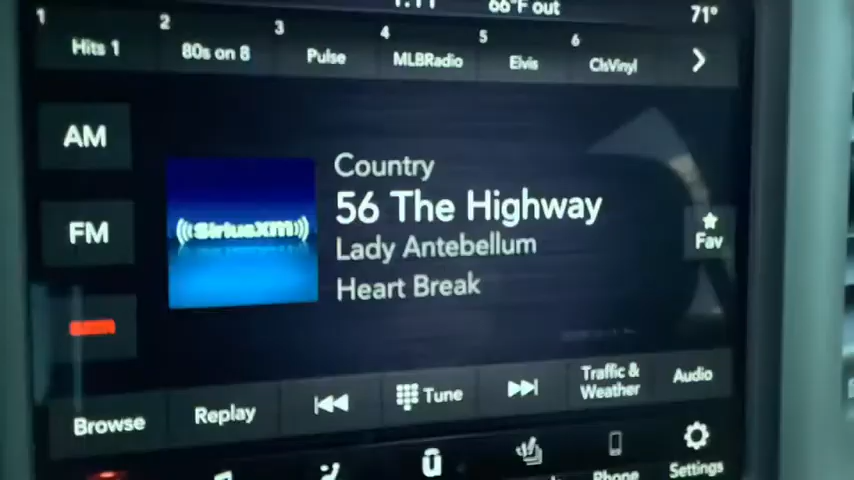 66°F out
71°
1 2 3 4 5 6
Hits 1 80s on 8 Pulse MLBRadio Elvis ClsVinyl
AM
FM
SiriusXM
Country
56 The Highway
Lady Antebellum
Heart Break
Fav
Browse Replay Tune Traffic & Weather Audio
Phone Settings